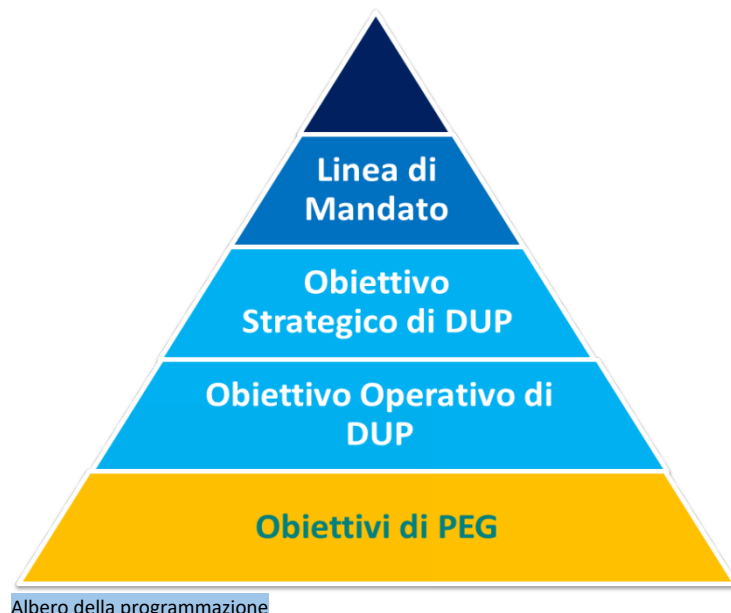 Linea di
Mandato
Obiettivo
Strategico di DUP
Obiettivo Operativo di
DUP
Obiettivi di PEG
Albero della programmazione